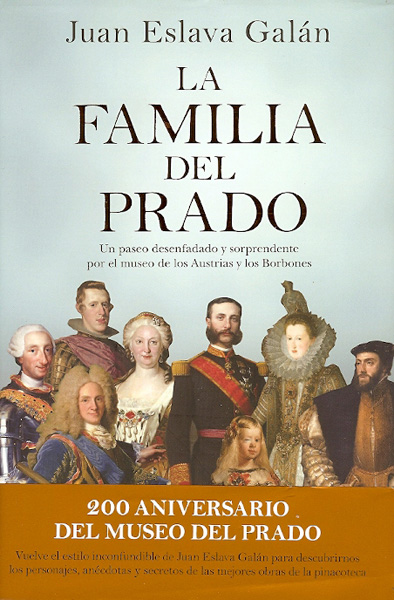 Juan Eslava Galán
LA
FAMILIA
DEL
PRADO
Un paseo desenfadado y sorprendente
por el museo de los Austrias y los Borbones
200 ANIVERSARIO
DEL MUSEO DEL PRADO
Vuelve el estilo inconfundible de Juan Eslava Galán para descubrirnos
los personajes, anécdotas y secretos de las mejores obras de la pinacoteca